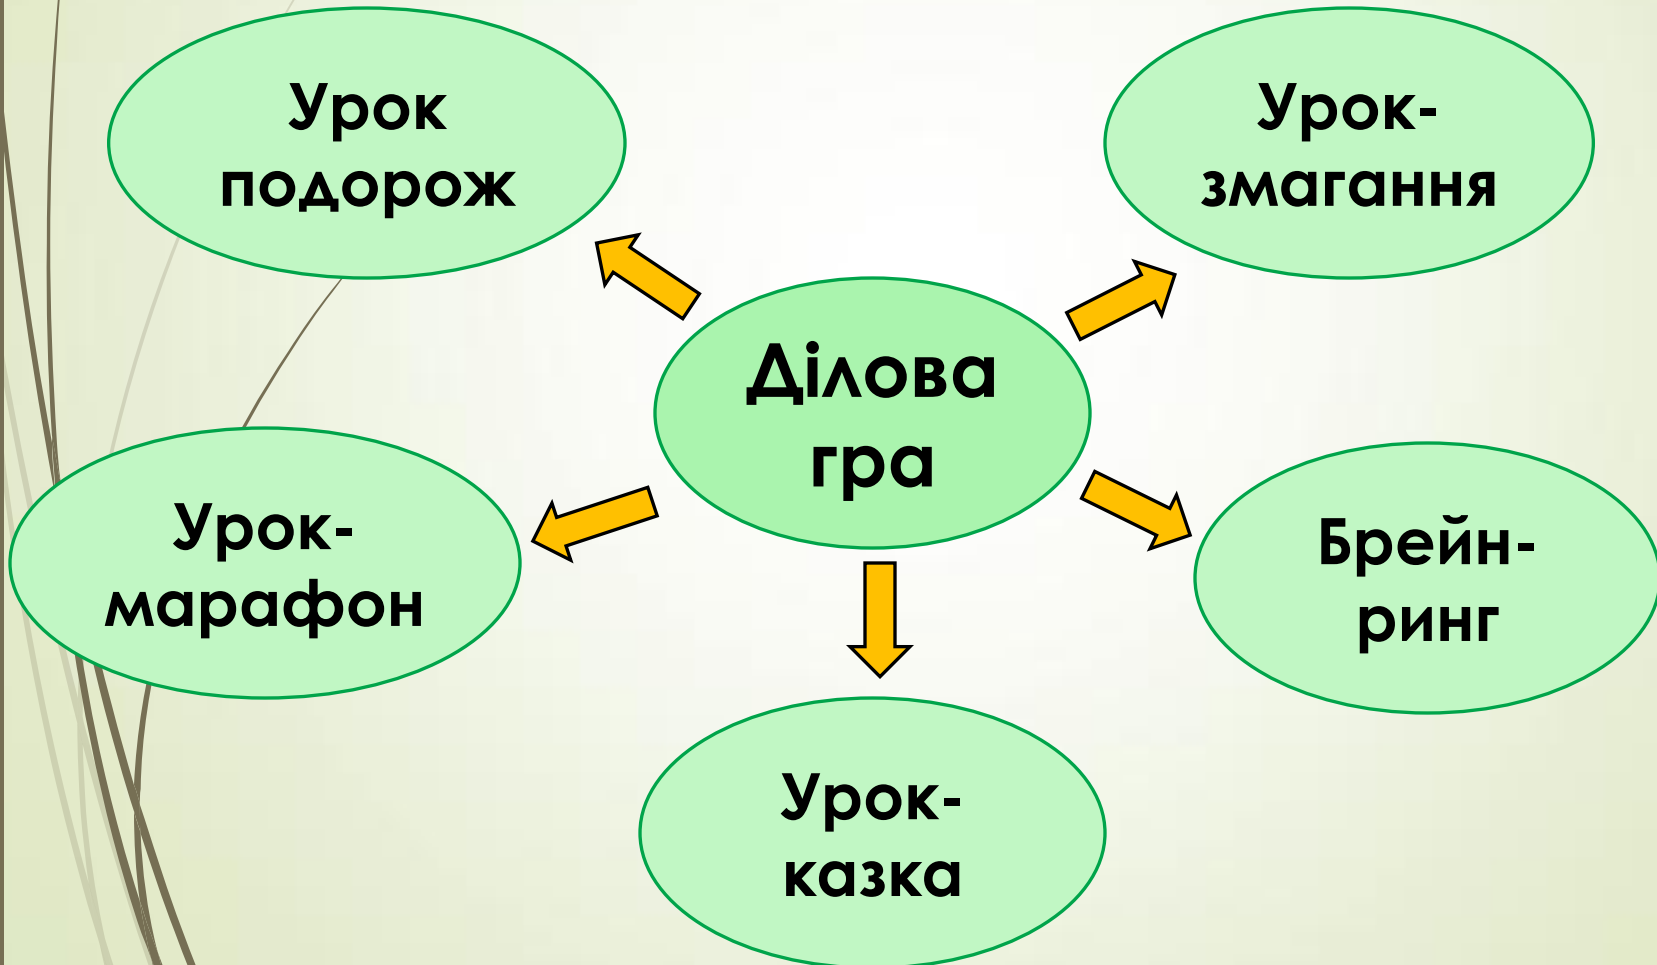 Урок
подорож
Урок-
змагання
Ділова
гра
Урок-
марафон
Брейн-
ринг
Урок-
казка